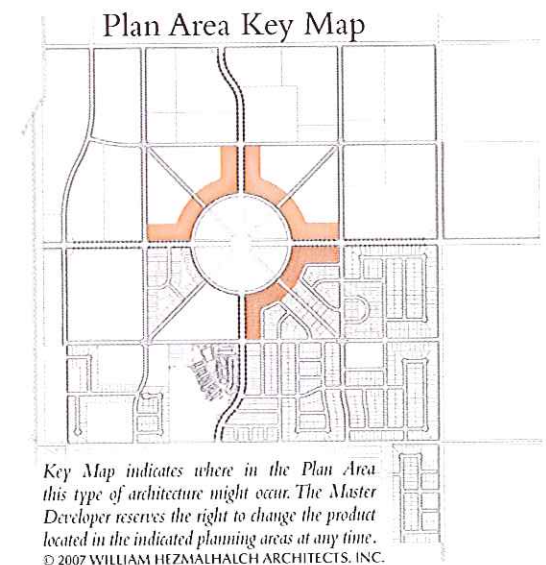 Plan Area Key Map
Key Map indicates where in the Plan Area
this type of architecture might occur. The Master
Developer reserves the right to change the product
located in the indicated planning areas at any time.
© 2007 WILLIAM HEZMALHALCH ARCHITECTS, INC.